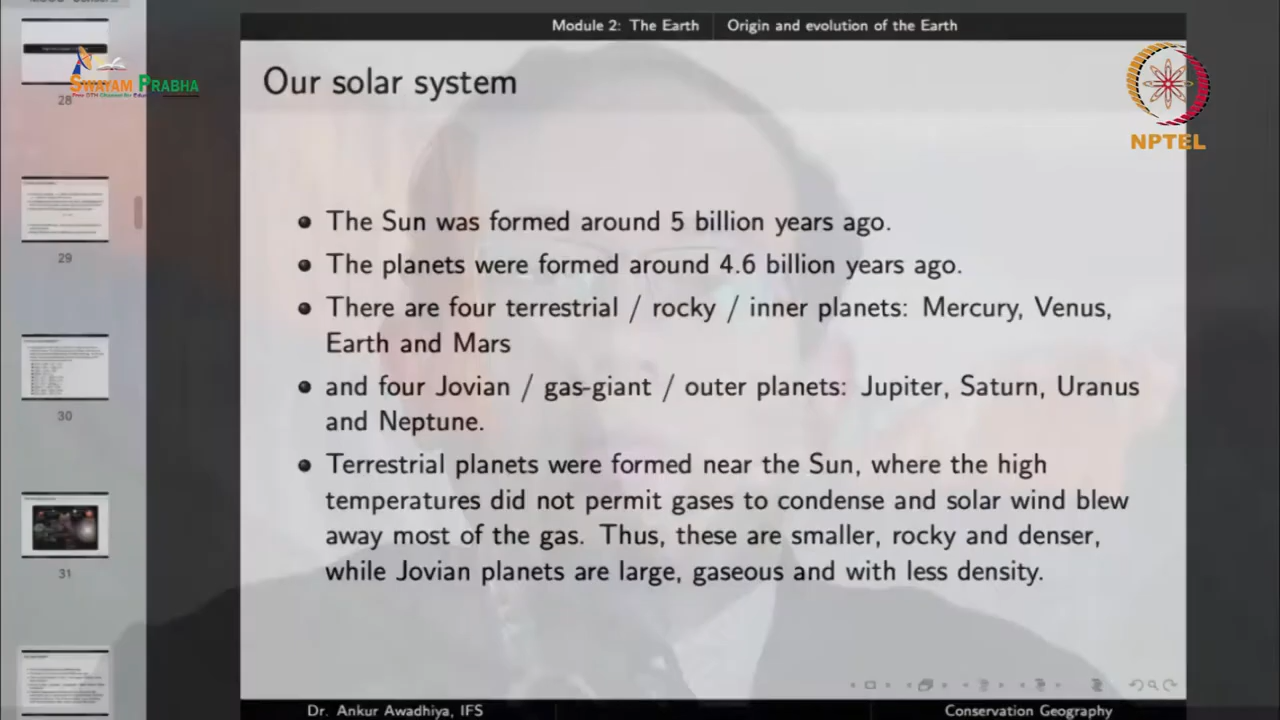 Module 2: The Earth
Origin and evolution of the Earth
SWAYAM PRABHA
28
Our solar system
NPTEL
The Sun was formed around 5 billion years ago.
The planets were formed around 4.6 billion years ago.
There are four terrestrial / rocky / inner planets: Mercury, Venus,
Earth and Mars
and four Jovian / gas-giant / outer planets: Jupiter, Saturn, Uranus
and Neptune.
Terrestrial planets were formed near the Sun, where the high
temperatures did not permit gases to condense and solar wind blew
away most of the gas. Thus, these are smaller, rocky and denser,
while Jovian planets are large, gaseous and with less density.
29
30
31
Dr. Ankur Awadhiya, IFS
Conservation Geography